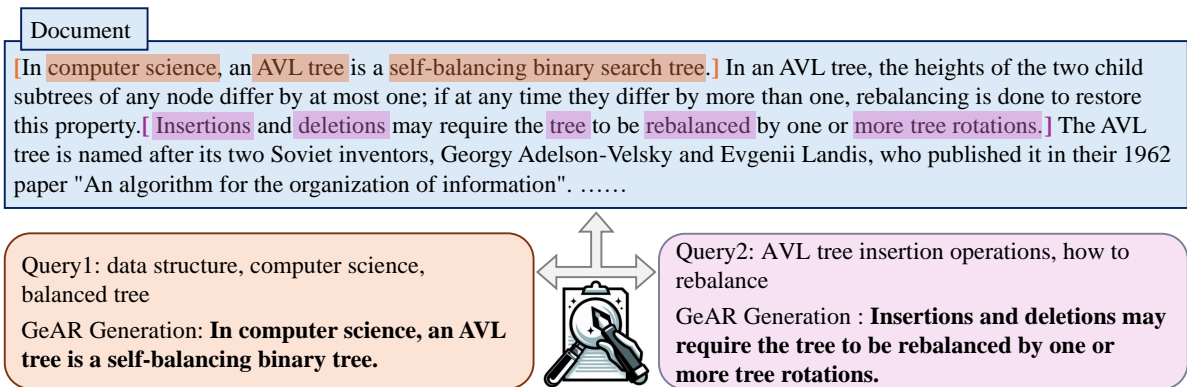 Document
[In computer science, an AVL tree is a self-balancing binary search tree.] In an AVL tree, the heights of the two child
subtrees of any node differ by at most one; if at any time they differ by more than one, rebalancing is done to restore
this property.[ Insertions and deletions may require the tree to be rebalanced by one or more tree rotations.] The AVL
tree is named after its two Soviet inventors, Georgy Adelson-Velsky and Evgenii Landis, who published it in their 1962
paper "An algorithm for the organization of information". ……
Query1: data structure, computer science,
balanced tree
GeAR Generation: In computer science, an AVL
tree is a self-balancing binary tree.
Query2: AVL tree insertion operations, how to
rebalance
GeAR Generation : Insertions and deletions may
require the tree to be rebalanced by one or
more tree rotations.